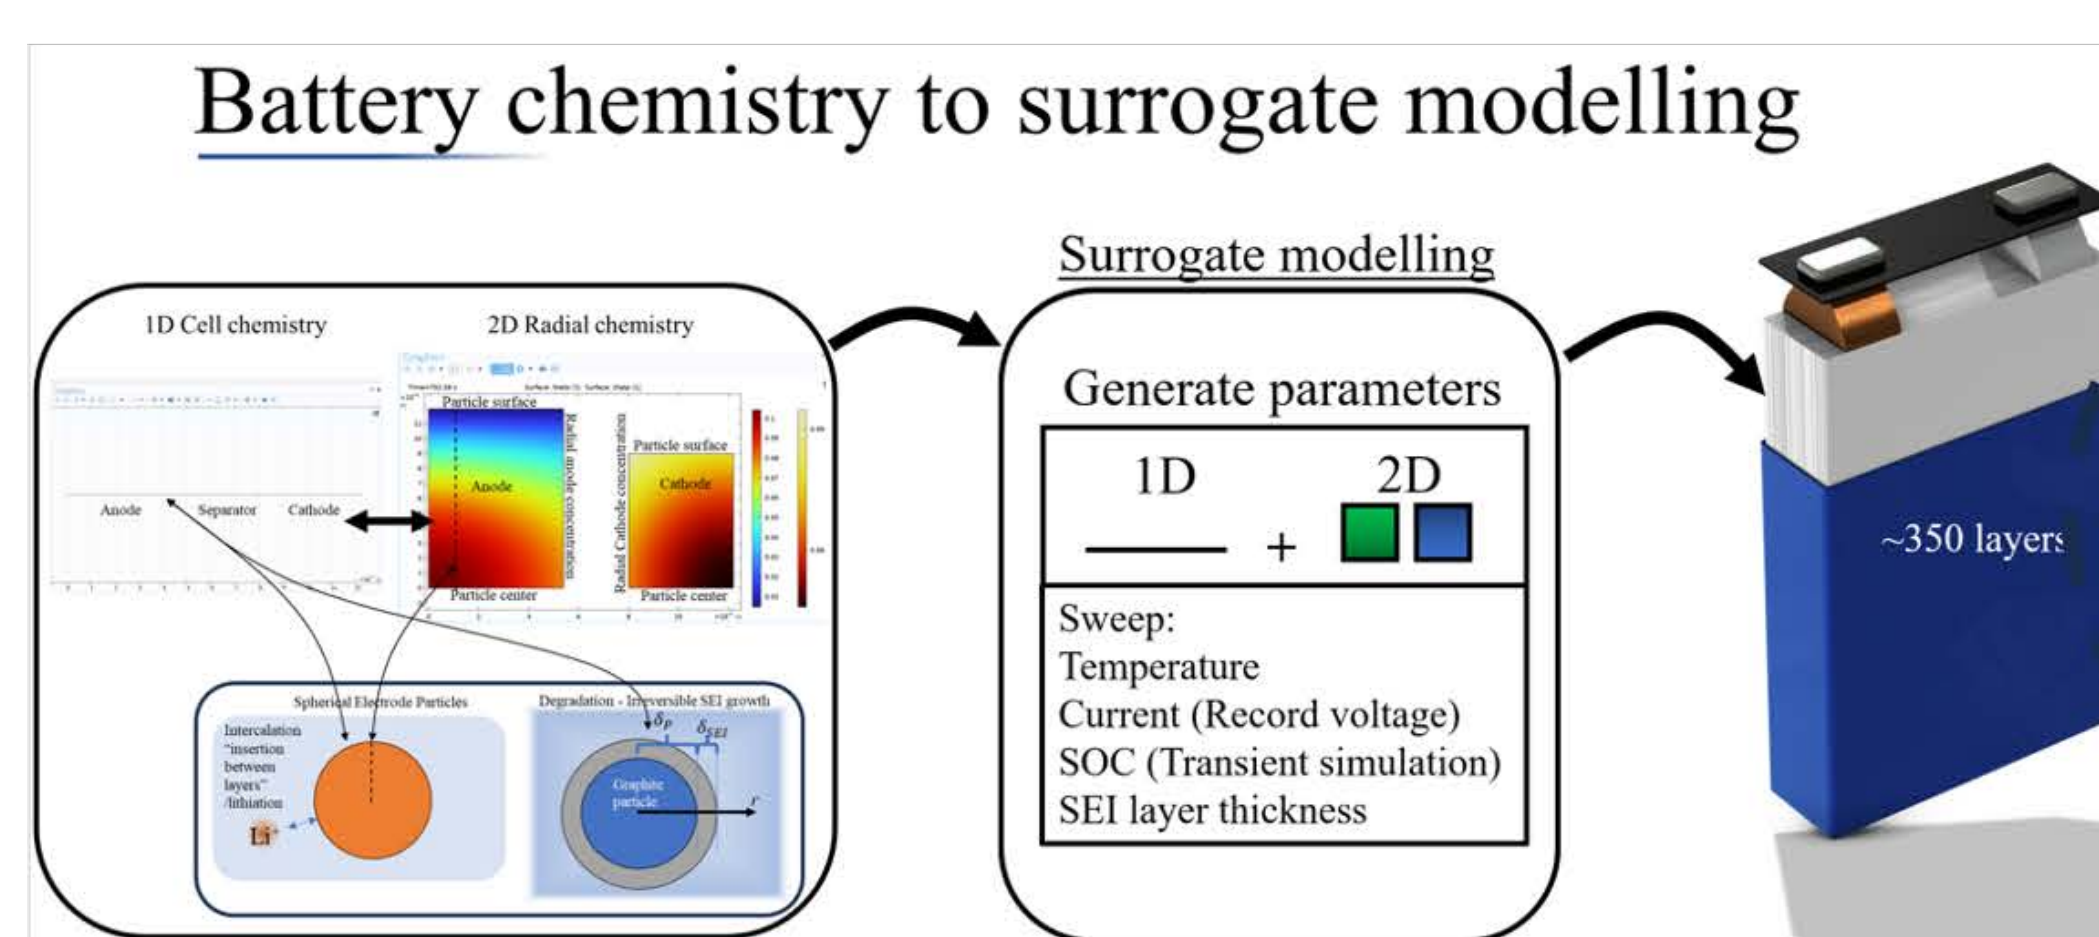 Battery chemistry to surrogate modelling
1D Cell chemistry
2D Radial chemistry
Anode
Separator
Cathode
Particle surface
Anode
Radial anode concentration
Particle center
Radial Cathode concentration
Particle surface
Cathode
Particle center
Spherical Electrode Particles
Intercalation
"insertion
between
layers"
/lithiation
Li⁺
Degradation - Irreversible SEI growth
δ_P
δ_SEI
Graphite
particle
r
Surrogate modelling
Generate parameters
1D
2D
+
Sweep:
Temperature
Current (Record voltage)
SOC (Transient simulation)
SEI layer thickness
~350 layers